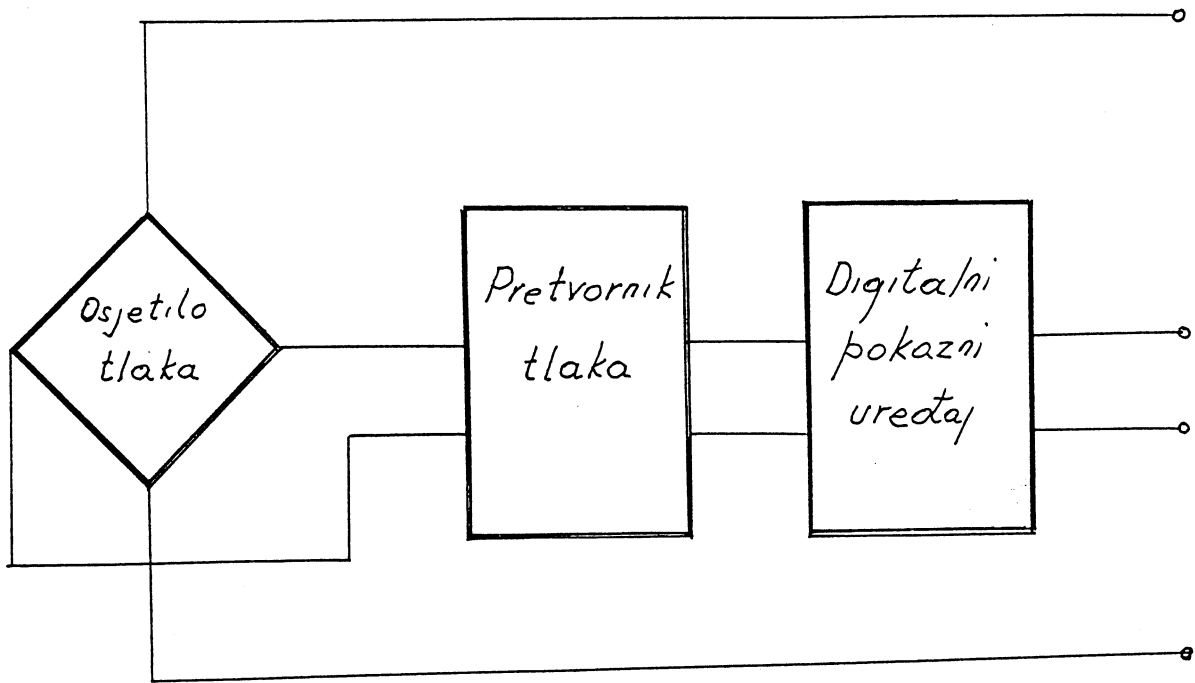 Osjetilo
tlaka
Pretvornik
tlaka
Digitalni
pokazni
uređaj